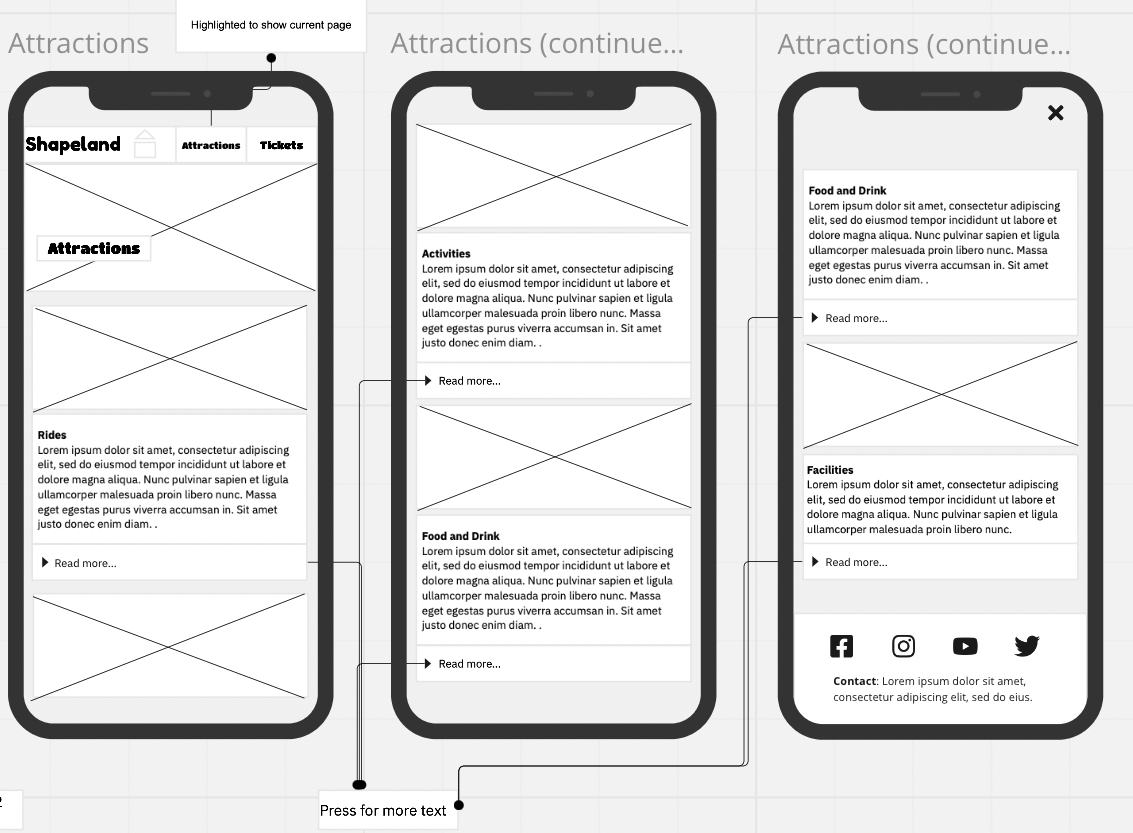 Highlighted to show current page
Attractions
Shapeland
Attractions
Tickets
Attractions
Rides
Lorem ipsum dolor sit amet, consectetur adipiscing
elit, sed do eiusmod tempor incididunt ut labore et
dolore magna aliqua. Nunc pulvinar sapien et ligula
ullamcorper malesuada proin libero nunc. Massa
eget egestas purus viverra accumsan in. Sit amet
justo donec enim diam. .
Read more...
Attractions (continue...
Activities
Lorem ipsum dolor sit amet, consectetur adipiscing
elit, sed do eiusmod tempor incididunt ut labore et
dolore magna aliqua. Nunc pulvinar sapien et ligula
ullamcorper malesuada proin libero nunc. Massa
eget egestas purus viverra accumsan in. Sit amet
justo donec enim diam. .
Read more...
Food and Drink
Lorem ipsum dolor sit amet, consectetur adipiscing
elit, sed do eiusmod tempor incididunt ut labore et
dolore magna aliqua. Nunc pulvinar sapien et ligula
ullamcorper malesuada proin libero nunc. Massa
eget egestas purus viverra accumsan in. Sit amet
justo donec enim diam. .
Read more...
Attractions (continue...
Food and Drink
Lorem ipsum dolor sit amet, consectetur adipiscing
elit, sed do eiusmod tempor incididunt ut labore et
dolore magna aliqua. Nunc pulvinar sapien et ligula
ullamcorper malesuada proin libero nunc. Massa
eget egestas purus viverra accumsan in. Sit amet
justo donec enim diam. .
Read more...
Facilities
Lorem ipsum dolor sit amet, consectetur adipiscing
elit, sed do eiusmod tempor incididunt ut labore et
dolore magna aliqua. Nunc pulvinar sapien et ligula
ullamcorper malesuada proin libero nunc.
Read more...
Contact: Lorem ipsum dolor sit amet,
consectetur adipiscing elit, sed do eius.
Press for more text